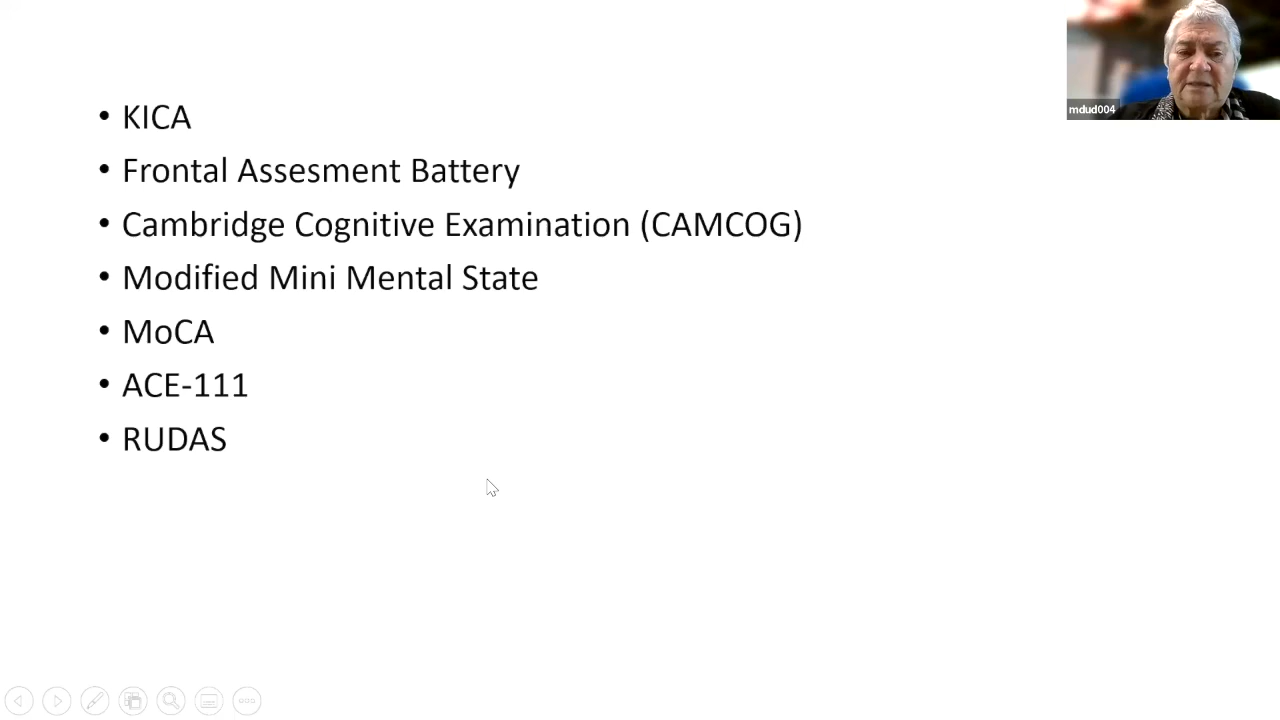 mdud004
• KICA
• Frontal Assesment Battery
• Cambridge Cognitive Examination (CAMCOG)
• Modified Mini Mental State
• MoCA
• ACE-111
• RUDAS